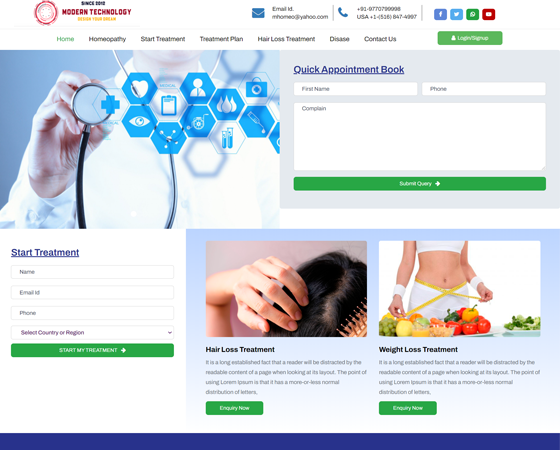 SINCE 2012
MODERN TECHNOLOGY
DESIGN YOUR DREAM
Email Id.
mhomeo@yahoo.com
+91-9770799998
USA +1-(516) 847-4997
Home
Homeopathy
Start Treatment
Treatment Plan
Hair Loss Treatment
Disase
Contact Us
Login/Signup
Quick Appointment Book
First Name
Phone
Complain
Submit Query
Start Treatment
Name
Email Id
Phone
Select Country or Region
START MY TREATMENT
Hair Loss Treatment
It is a long established fact that a reader will be distracted by the
readable content of a page when looking at its layout. The point of
using Lorem Ipsum is that it has a more-or-less normal
distribution of letters,
Enquiry Now
Weight Loss Treatment
It is a long established fact that a reader will be distracted by the
readable content of a page when looking at its layout. The point of
using Lorem Ipsum is that it has a more-or-less normal
distribution of letters,
Enquiry Now